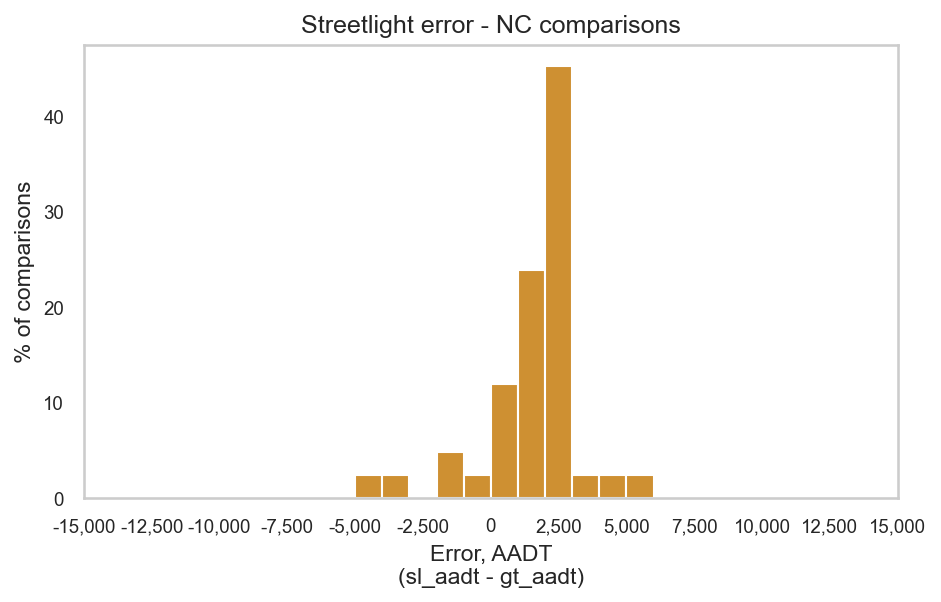 Streetlight error - NC comparisons
% of comparisons
40
30
20
10
0
-15,000 -12,500 -10,000 -7,500 -5,000 -2,500 0 2,500 5,000 7,500 10,000 12,500 15,000
Error, AADT
(sl_aadt - gt_aadt)